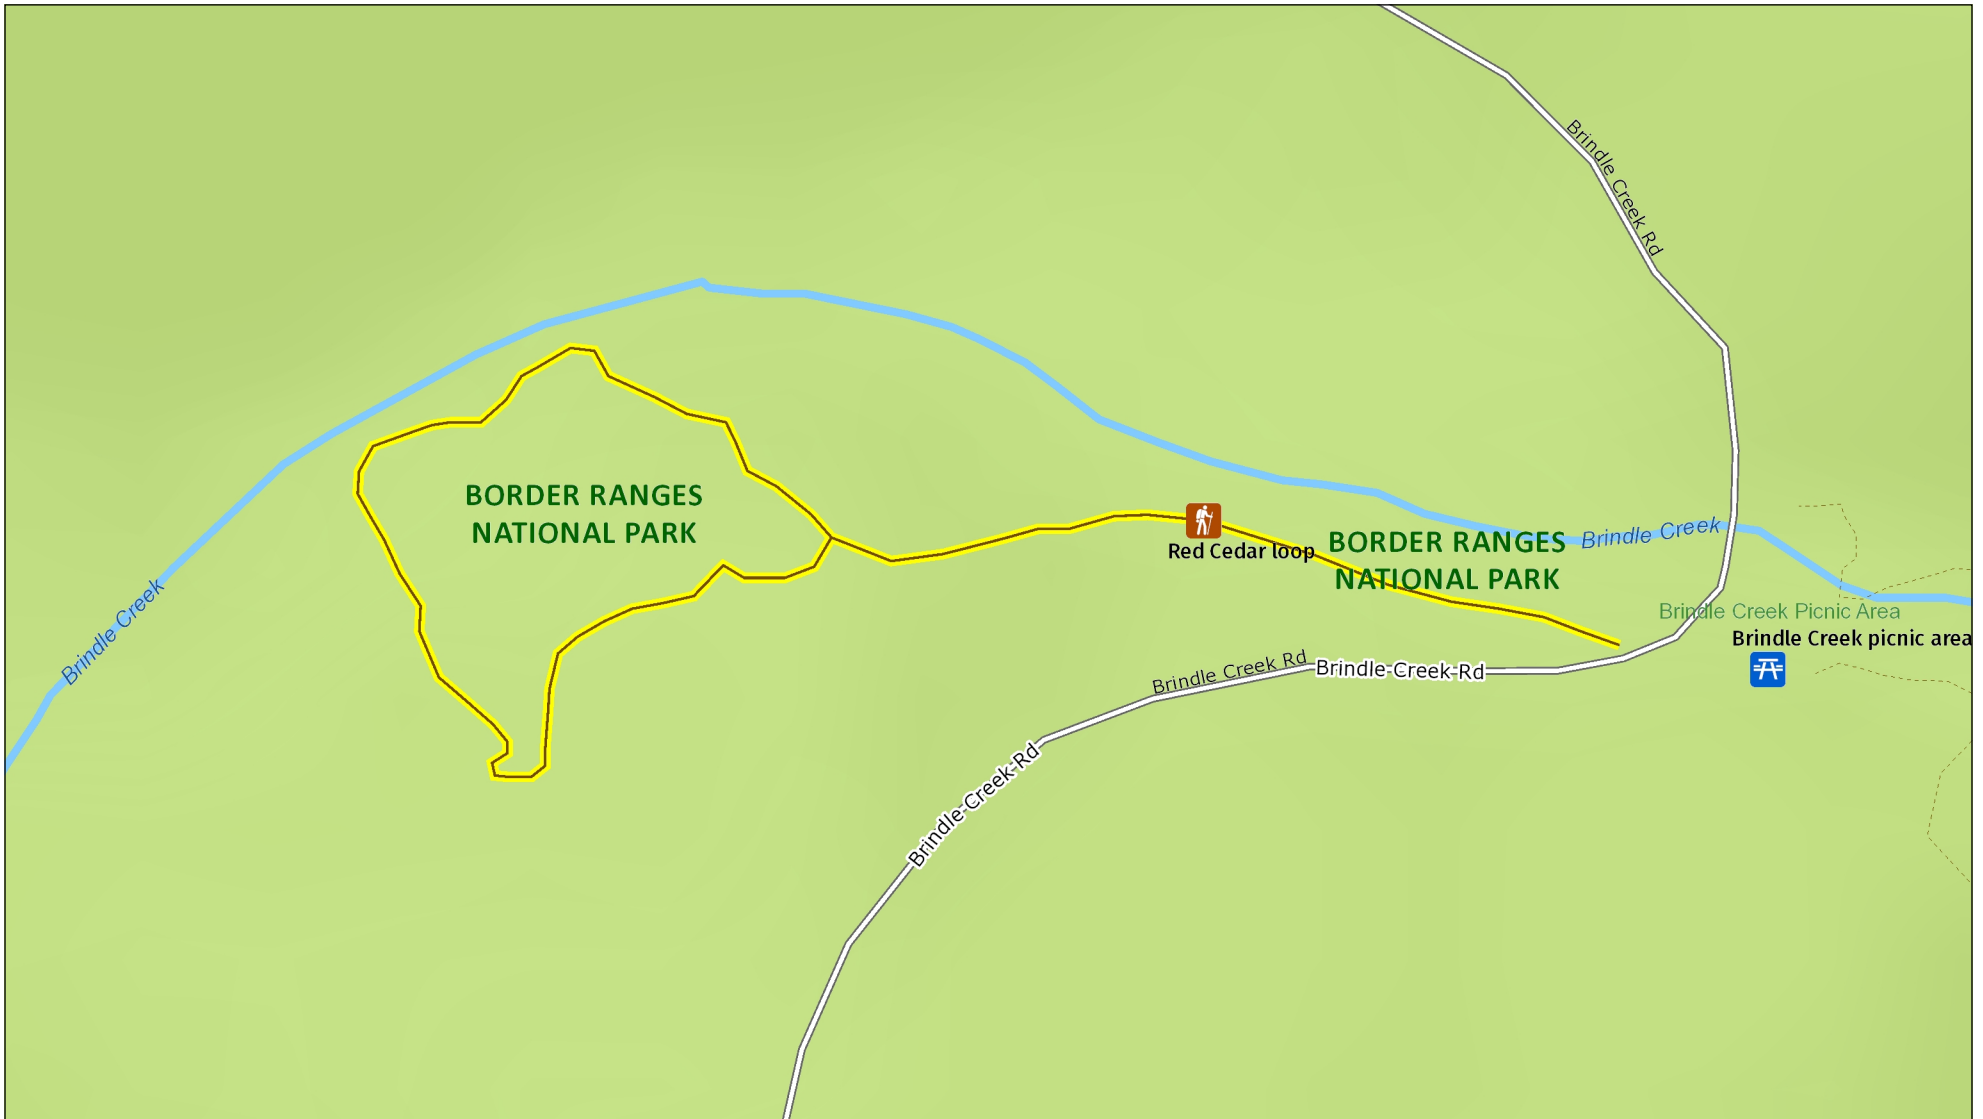 Brindle Creek Rd
BORDER RANGES
NATIONAL PARK
BORDER RANGES
NATIONAL PARK
Brindle Creek
Red Cedar loop
Brindle Creek
Brindle Creek Picnic Area
Brindle Creek picnic area
Brindle Creek Rd
Brindle Creek Rd
Brindle Creek Rd